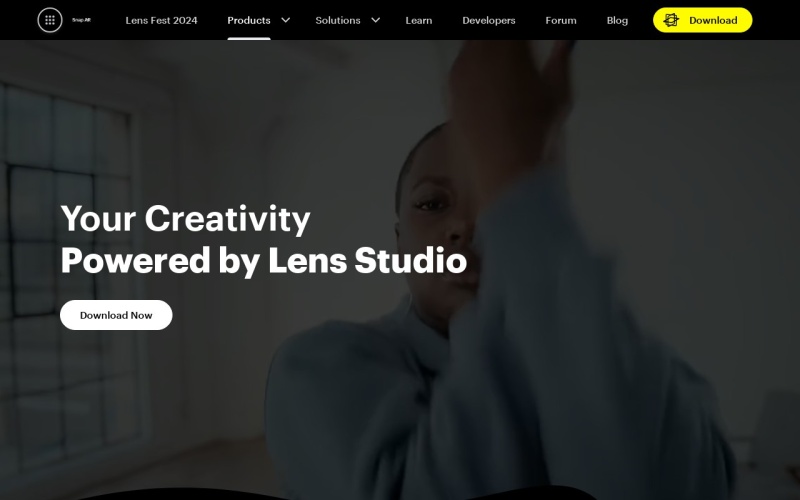 Snap AR
Lens Fest 2024
Products
Solutions
Learn
Developers
Forum
Blog
Download
Your Creativity
Powered by Lens Studio
Download Now